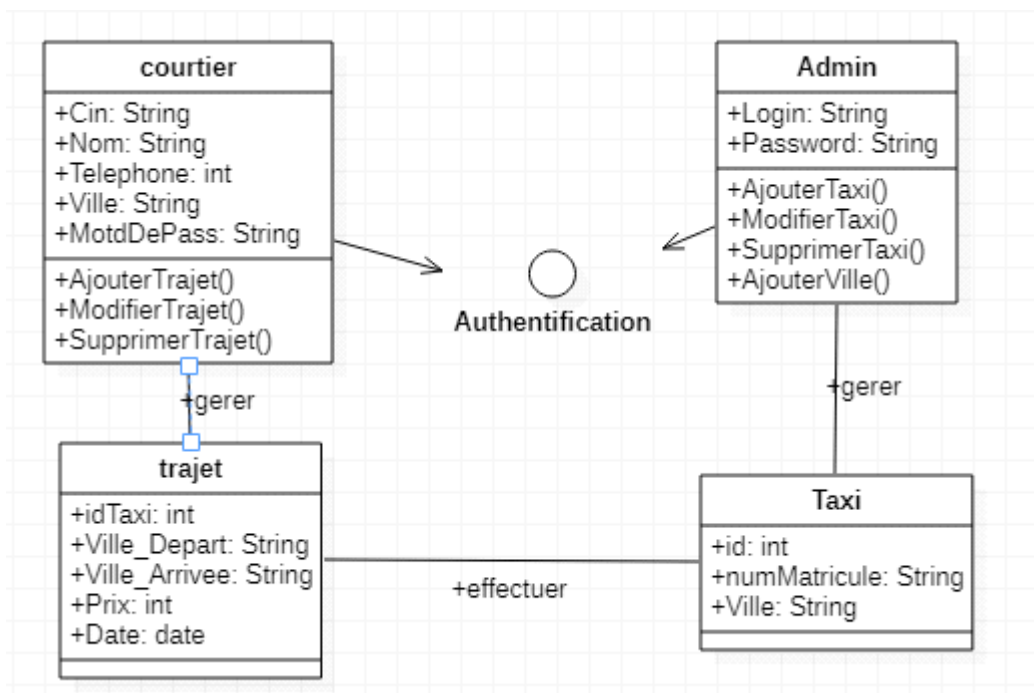 courtier
+Cin: String
+Nom: String
+Telephone: int
+Ville: String
+MotdDePass: String
+AjouterTrajet()
+ModifierTrajet()
+SupprimerTrajet()
Admin
+Login: String
+Password: String
+AjouterTaxi()
+ModifierTaxi()
+SupprimerTaxi()
+AjouterVille()
Authentification
+gerer
+gerer
trajet
+idTaxi: int
+Ville_Depart: String
+Ville_Arrivee: String
+Prix: int
+Date: date
+effectuer
Taxi
+id: int
+numMatricule: String
+Ville: String